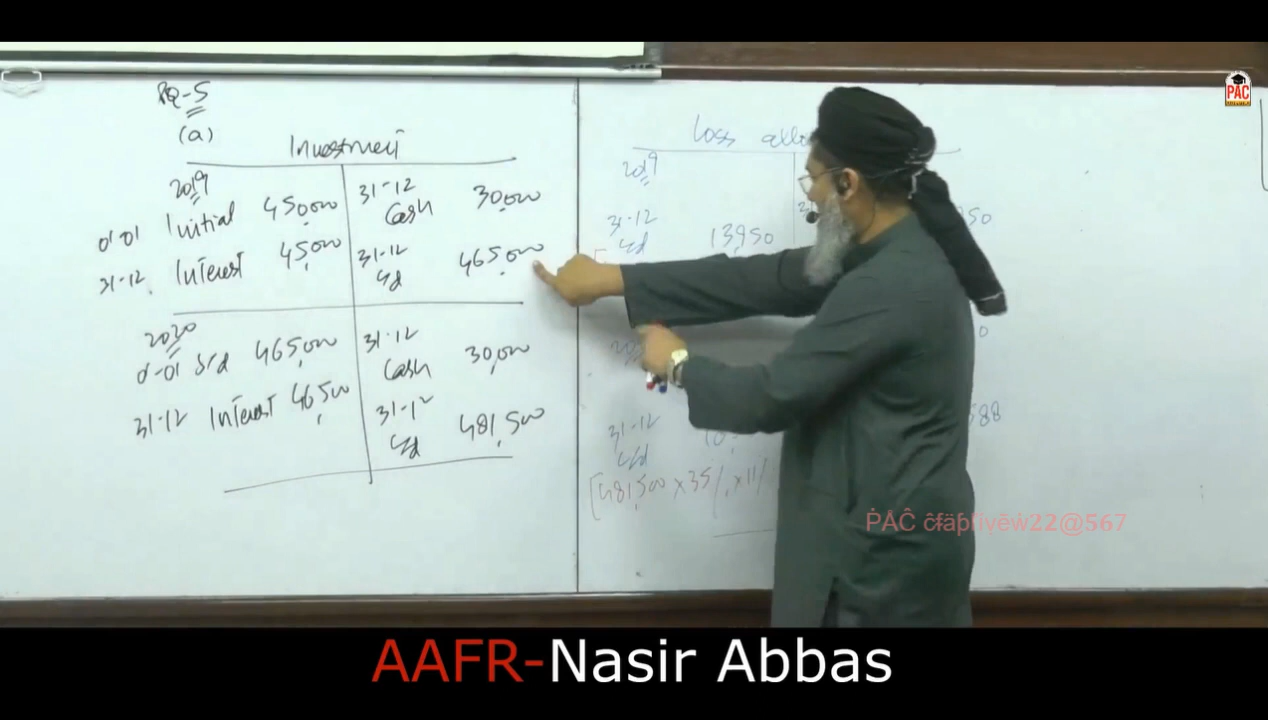 PQ-5
(a)
Investment
2019
01-01 Initial 450,000
31-12 Cash 30,000
31-12 Interest 45,000
31-12 c/d 465,000
2020
01-01 b/d 465,000
31-12 Cash 30,000
31-12 Interest 46,500
31-12 c/d 481,500
Loss
2019
31-12
c/d 13,950
31-12
c/d
[481,500 x 35% x 11%
588
PAC
AAFR-Nasir Abbas